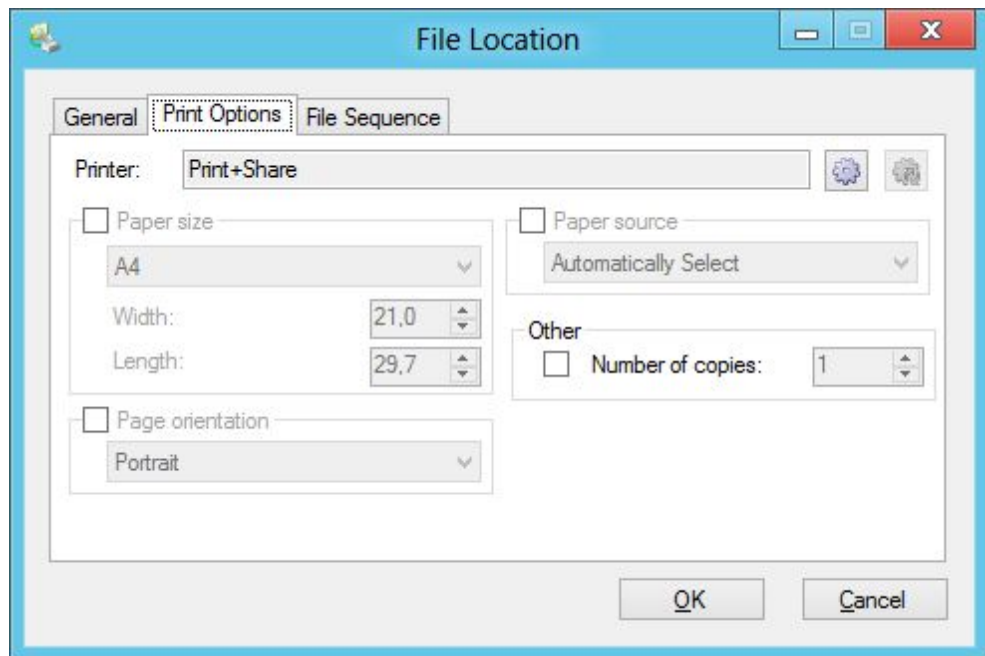 File Location
General Print Options File Sequence
Printer: Print+Share
Paper size
A4
Width: 21,0
Length: 29,7
Page orientation
Portrait
Paper source
Automatically Select
Other
Number of copies: 1
OK Cancel